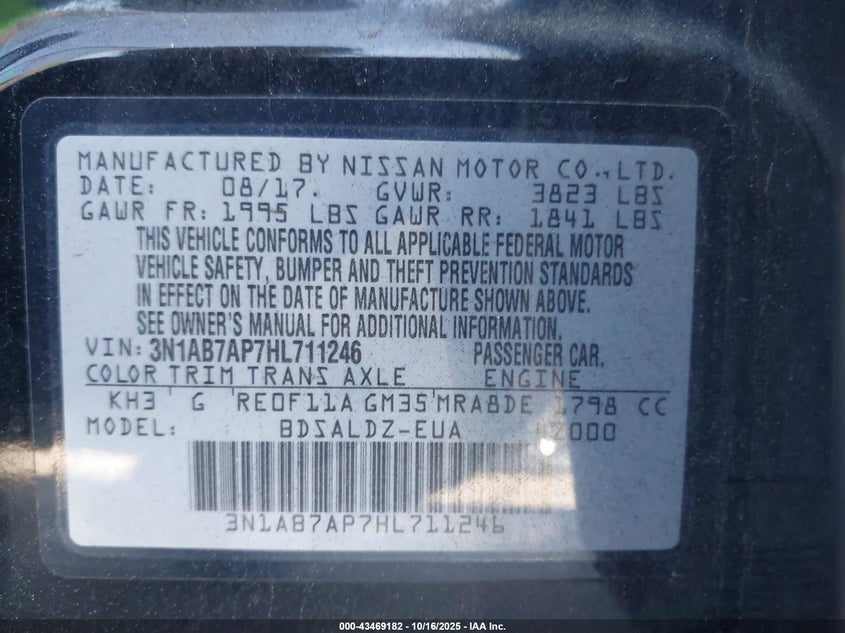 MANUFACTURED BY NISSAN MOTOR CO., LTD.
DATE: 08/17. GVWR: 3823 LBS
GAWR FR: 1995 LBS GAWR RR: 1841 LBS
THIS VEHICLE CONFORMS TO ALL APPLICABLE FEDERAL MOTOR
VEHICLE SAFETY, BUMPER AND THEFT PREVENTION STANDARDS
IN EFFECT ON THE DATE OF MANUFACTURE SHOWN ABOVE.
SEE OWNER'S MANUAL FOR ADDITIONAL INFORMATION.
VIN: 3N1AB7AP7HL711246 PASSENGER CAR.
COLOR TRIM TRANS AXLE ENGINE
KH3 G RE0F11A GM35 MRA8DE 1798 CC
MODEL: BDSALDZ-EUA
3N1AB7AP7HL711246
000-43469182 - 10/16/2025 - IAA Inc.